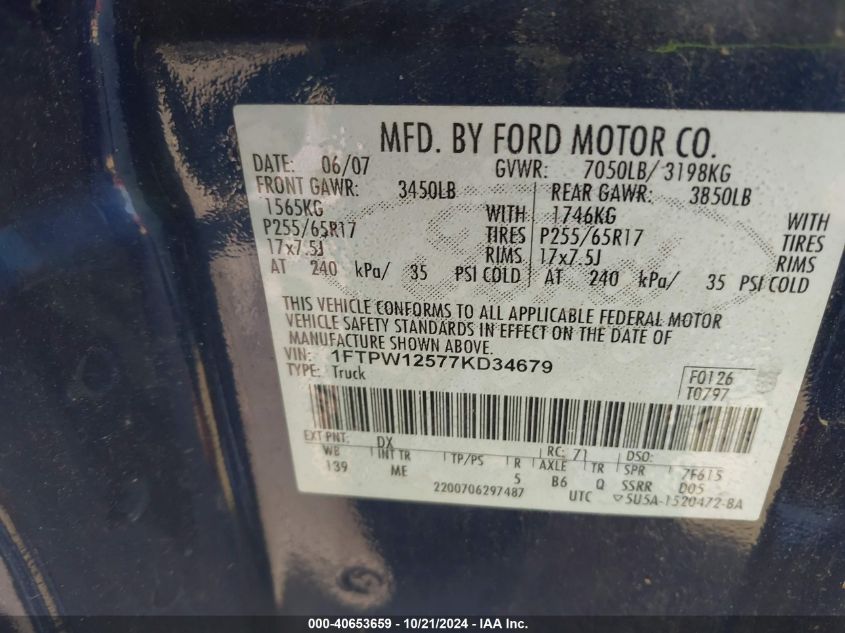 MFD. BY FORD MOTOR CO.
DATE: 06/07 GVWR: 7050LB/ 3198KG
FRONT GAWR: 3450LB REAR GAWR: 3850LB
1565KG WITH 1746KG WITH
P255/65R17 TIRES P255/65R17 TIRES
17x7.5J RIMS 17x7.5J RIMS
AT 240 kPa/ 35 PSI COLD AT 240 kPa/ 35 PSI COLD
THIS VEHICLE CONFORMS TO ALL APPLICABLE FEDERAL MOTOR
VEHICLE SAFETY STANDARDS IN EFFECT ON THE DATE OF
MANUFACTURE SHOWN ABOVE.
VIN: 1FTPW12577KD34679
TYPE: Truck F0126
T0797
EXT PNT: DX RC: 71 DSO:
WB INT TR TP/PS R AXLE TR SPR 7F615
139 ME 5 B6 Q SSRR D05
2200706297487 UTC ▽5U5A-1520472-BA
Ford
000-40653659 - 10/21/2024 - IAAI Inc.